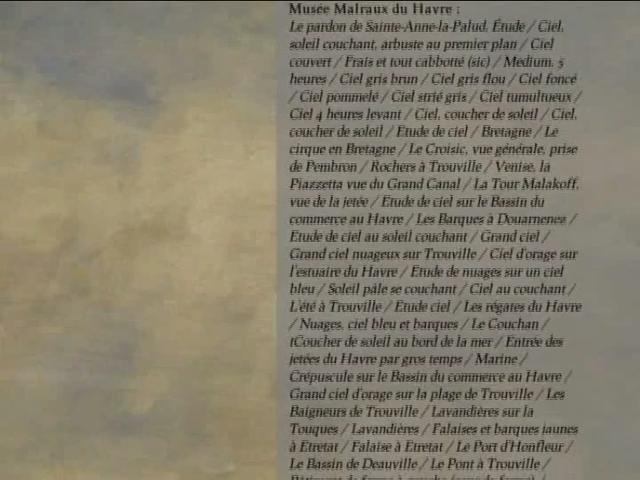 Musée Malraux du Havre :
Le pardon de Sainte-Anne-la-Palud, Étude / Ciel,
soleil couchant, arbuste au premier plan / Ciel
couvert / Frais et tout cabbotté (sic) / Medium, 5
heures / Ciel gris brun / Ciel gris flou / Ciel foncé
/ Ciel pommelé / Ciel strié gris / Ciel tumultueux /
Ciel 4 heures levant / Ciel, coucher de soleil / Ciel,
coucher de soleil / Etude de ciel / Bretagne / Le
cirque en Bretagne / Le Croisic, vue générale, prise
de Pembron / Rochers à Trouville / Venise, la
Piazzetta vue du Grand Canal / La Tour Malakoff,
vue de la jetée / Etude de ciel sur le Bassin du
commerce au Havre / Les Barques à Douarnenez /
Etude de ciel au soleil couchant / Grand ciel /
Grand ciel nuageux sur Trouville / Ciel d'orage sur
l'estuaire du Havre / Etude de nuages sur un ciel
bleu / Soleil pâle se couchant / Ciel au couchant /
L'été à Trouville / Etude ciel / Les régates du Havre
/ Nuages, ciel bleu et barques / Le Couchan /
tCoucher de soleil au bord de la mer / Entrée des
jetées du Havre par gros temps / Marine /
Crépuscule sur le Bassin du commerce au Havre /
Grand ciel d'orage sur la plage de Trouville / Les
Baigneurs de Trouville / Lavandières sur la
Touques / Lavandières / Falaises et barques jaunes
à Etretat / Falaise à Etretat / Le Port d'Honfleur /
Le Bassin de Deauville / Le Pont à Trouville /